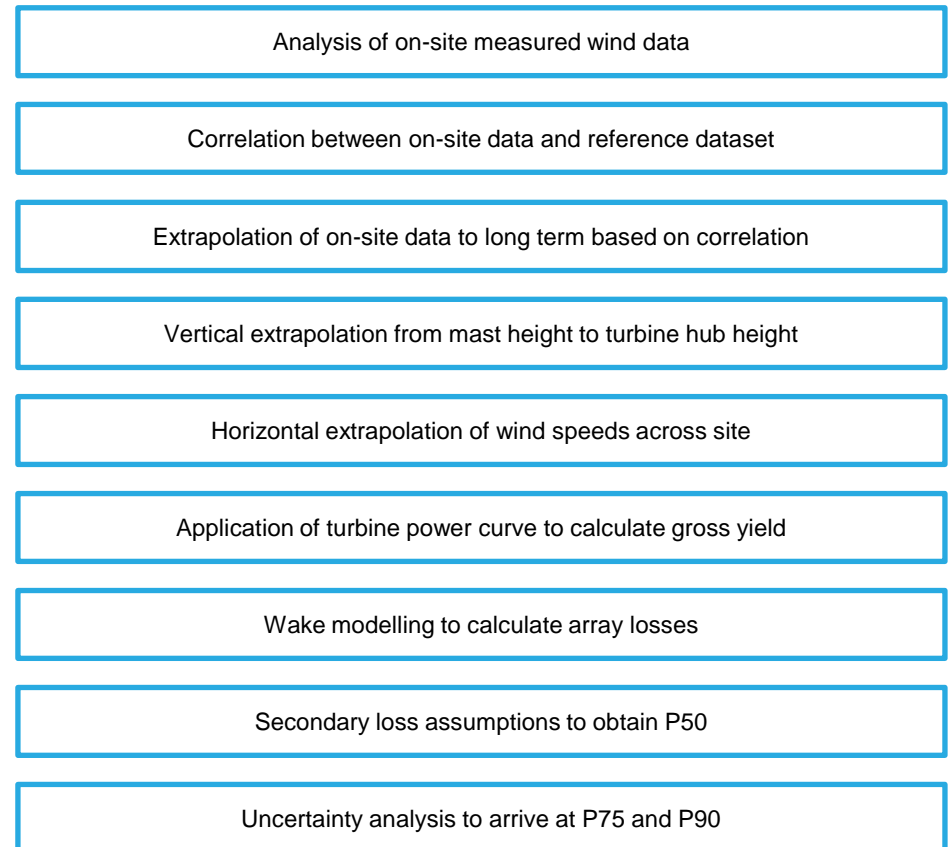 Analysis of on-site measured wind data
Correlation between on-site data and reference dataset
Extrapolation of on-site data to long term based on correlation
Vertical extrapolation from mast height to turbine hub height
Horizontal extrapolation of wind speeds across site
Application of turbine power curve to calculate gross yield
Wake modelling to calculate array losses
Secondary loss assumptions to obtain P50
Uncertainty analysis to arrive at P75 and P90